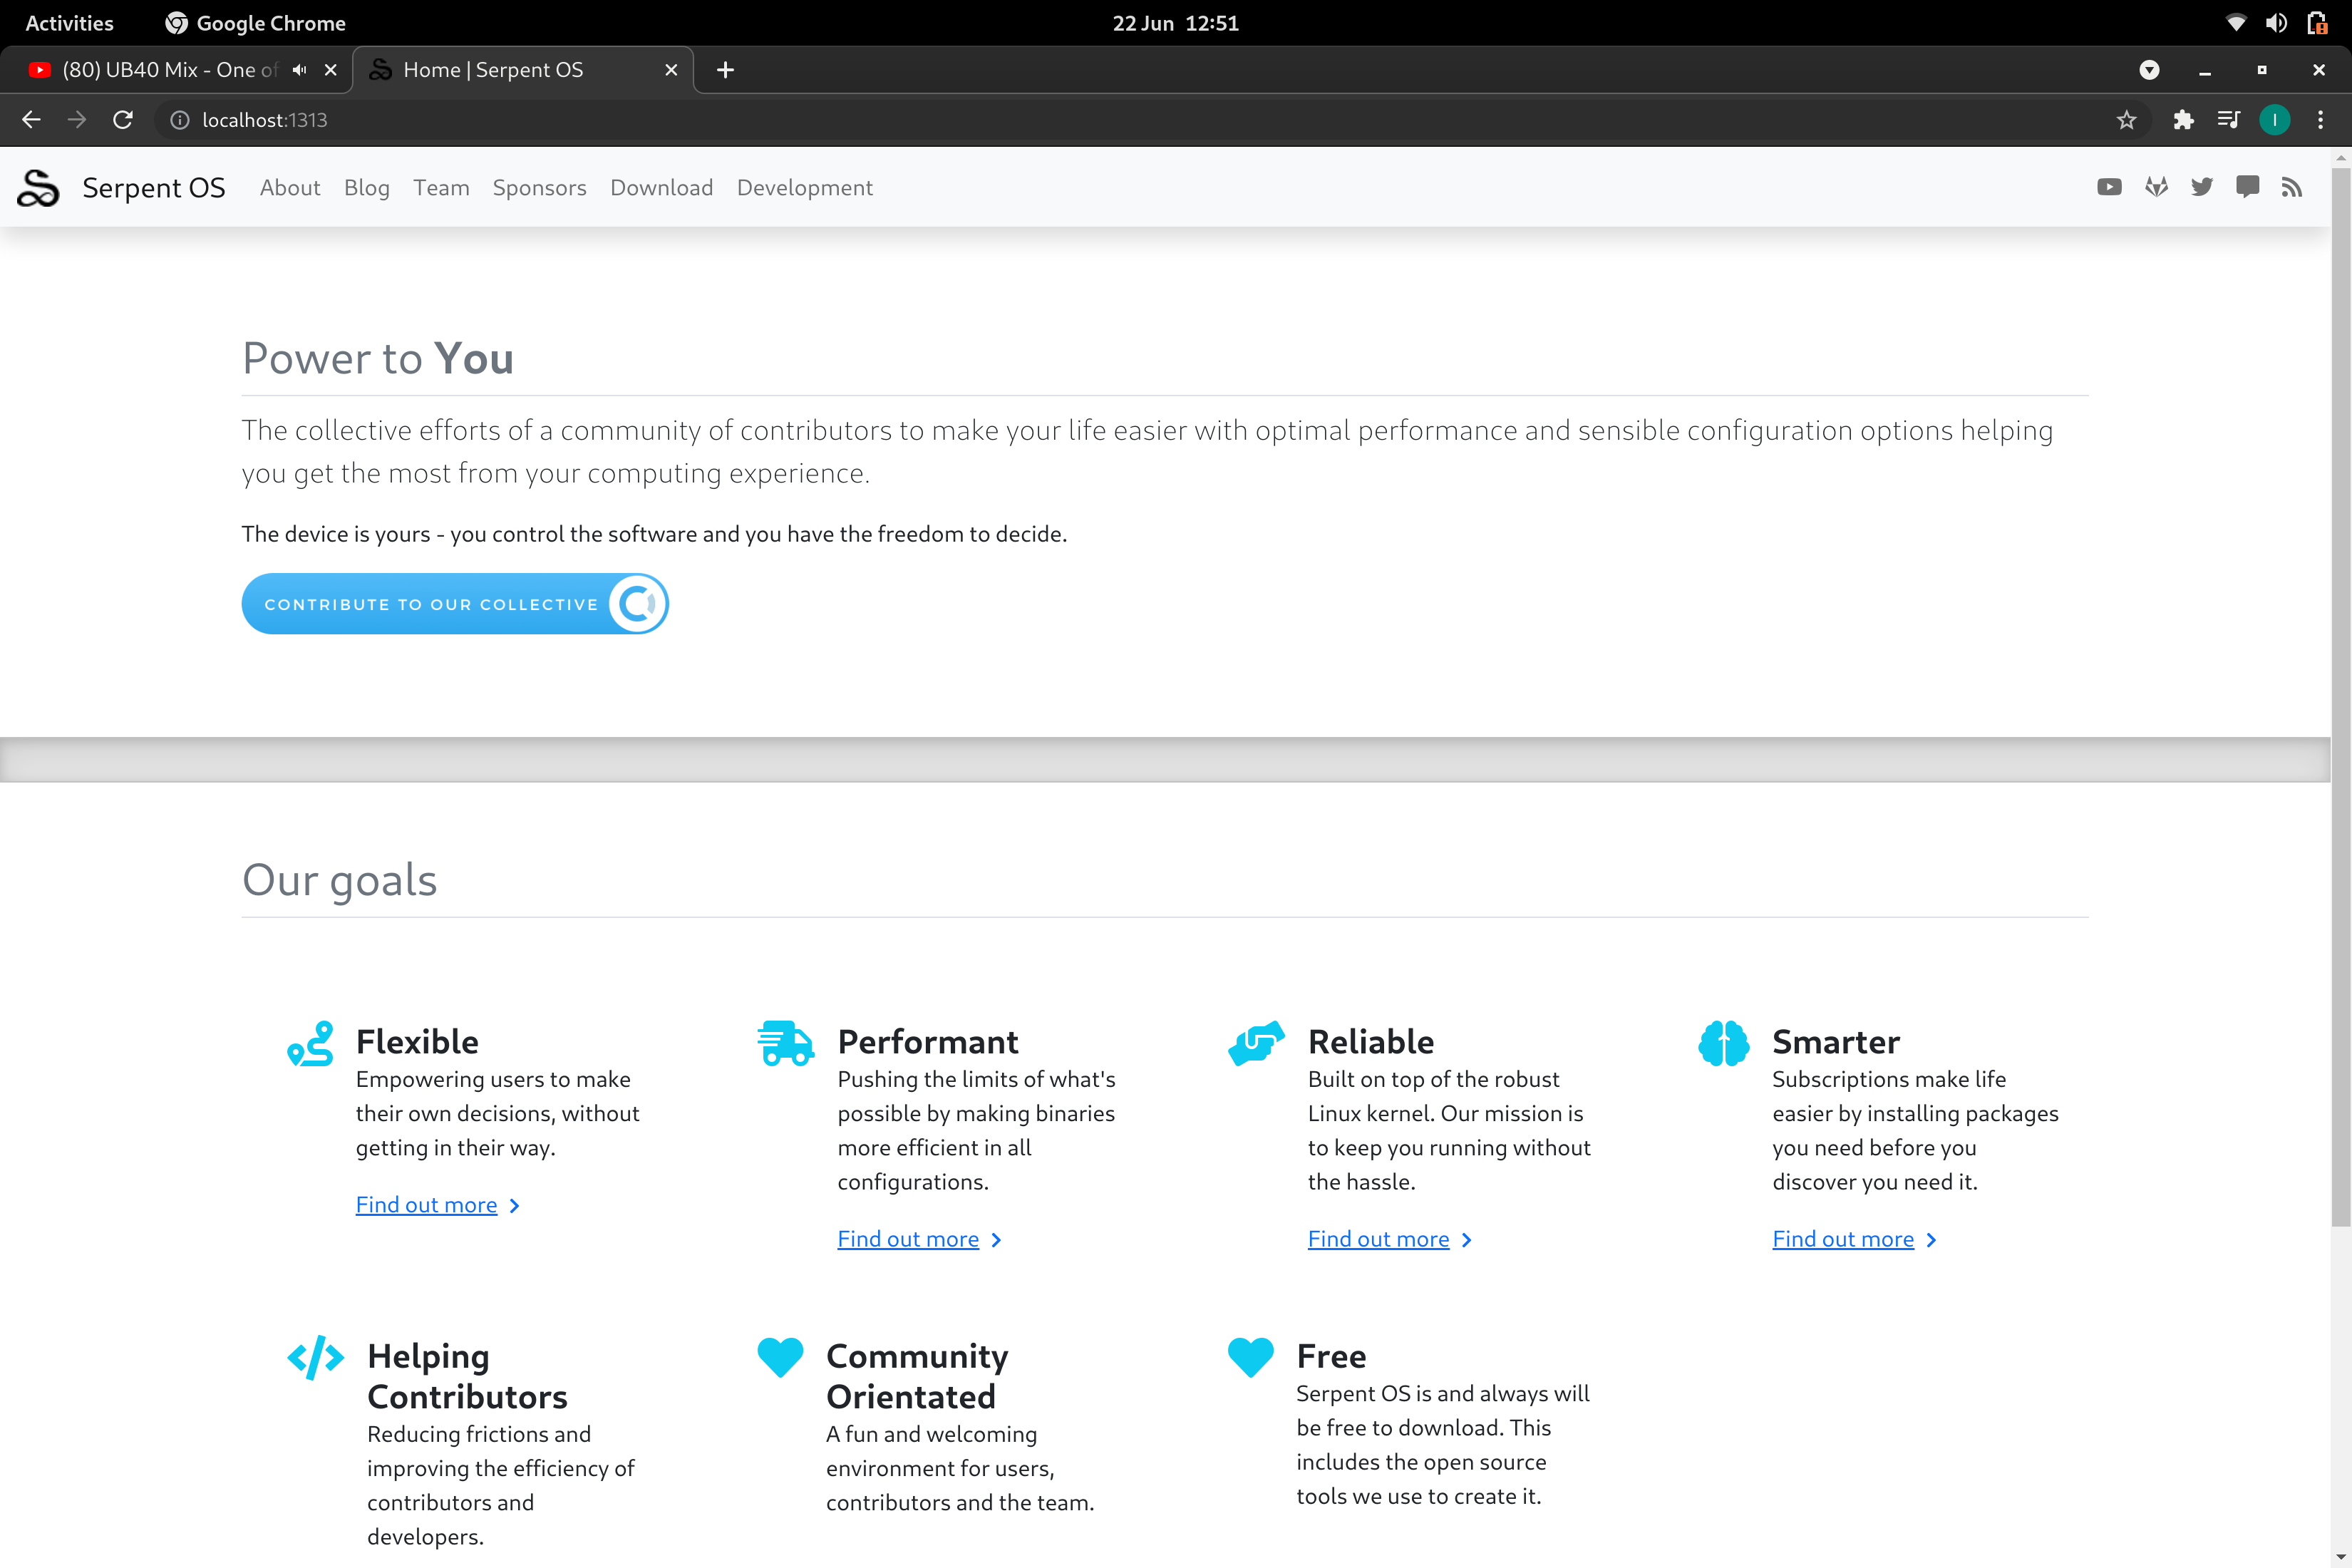 Activities
Google Chrome
22 Jun 12:51
(80) UB40 Mix - One of
Home | Serpent OS
localhost:1313
I
Serpent OS
About
Blog
Team
Sponsors
Download
Development
Power to You
The collective efforts of a community of contributors to make your life easier with optimal performance and sensible configuration options helping
you get the most from your computing experience.
The device is yours - you control the software and you have the freedom to decide.
CONTRIBUTE TO OUR COLLECTIVE
Our goals
Flexible
Empowering users to make
their own decisions, without
getting in their way.
Find out more
Performant
Pushing the limits of what's
possible by making binaries
more efficient in all
configurations.
Find out more
Reliable
Built on top of the robust
Linux kernel. Our mission is
to keep you running without
the hassle.
Find out more
Smarter
Subscriptions make life
easier by installing packages
you need before you
discover you need it.
Find out more
Helping
Contributors
Reducing frictions and
improving the efficiency of
contributors and
developers.
Community
Orientated
A fun and welcoming
environment for users,
contributors and the team.
Free
Serpent OS is and always will
be free to download. This
includes the open source
tools we use to create it.